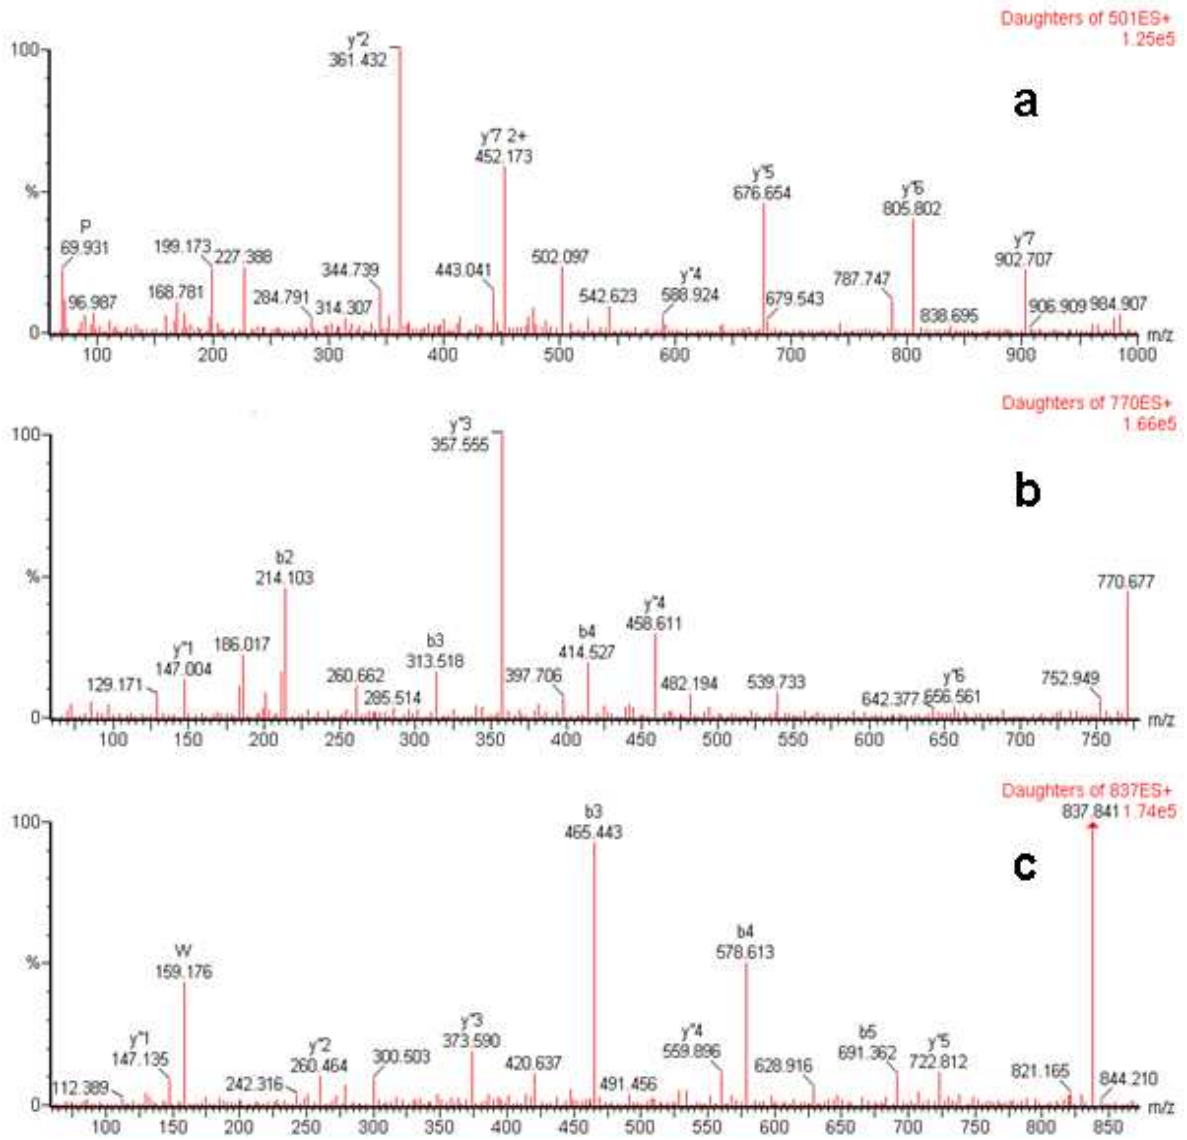 Daughters of 501ES+
1.25e5
a
100
%
0
y"2
361.432
y'7 2+
452.173
y"5
676.654
y"6
805.802
y"7
902.707
P
69.931
96.987
168.781
199.173
227.388
284.791
314.307
344.739
443.041
502.097
542.623
y"4
588.924
679.543
787.747
838.695
906.909
984.907
100 200 300 400 500 600 700 800 900 1000 m/z
Daughters of 770ES+
1.66e5
b
100
%
0
y"3
357.555
b2
214.103
y"1
147.004
129.171
186.017
260.662
285.514
b3
313.518
397.706
b4
414.527
y"4
458.611
482.194
539.733
642.377
y"6
656.561
752.949
770.677
100 150 200 250 300 350 400 450 500 550 600 650 700 750 m/z
Daughters of 837ES+
837.841 1.74e5
c
100
%
0
b3
465.443
W
159.176
y"1
147.135
112.389
242.316
y"2
260.464
300.503
y"3
373.590
420.637
491.456
y"4
559.896
b4
578.613
628.916
b5
691.362
y"5
722.812
821.165
844.210
100 150 200 250 300 350 400 450 500 550 600 650 700 750 800 850 m/z